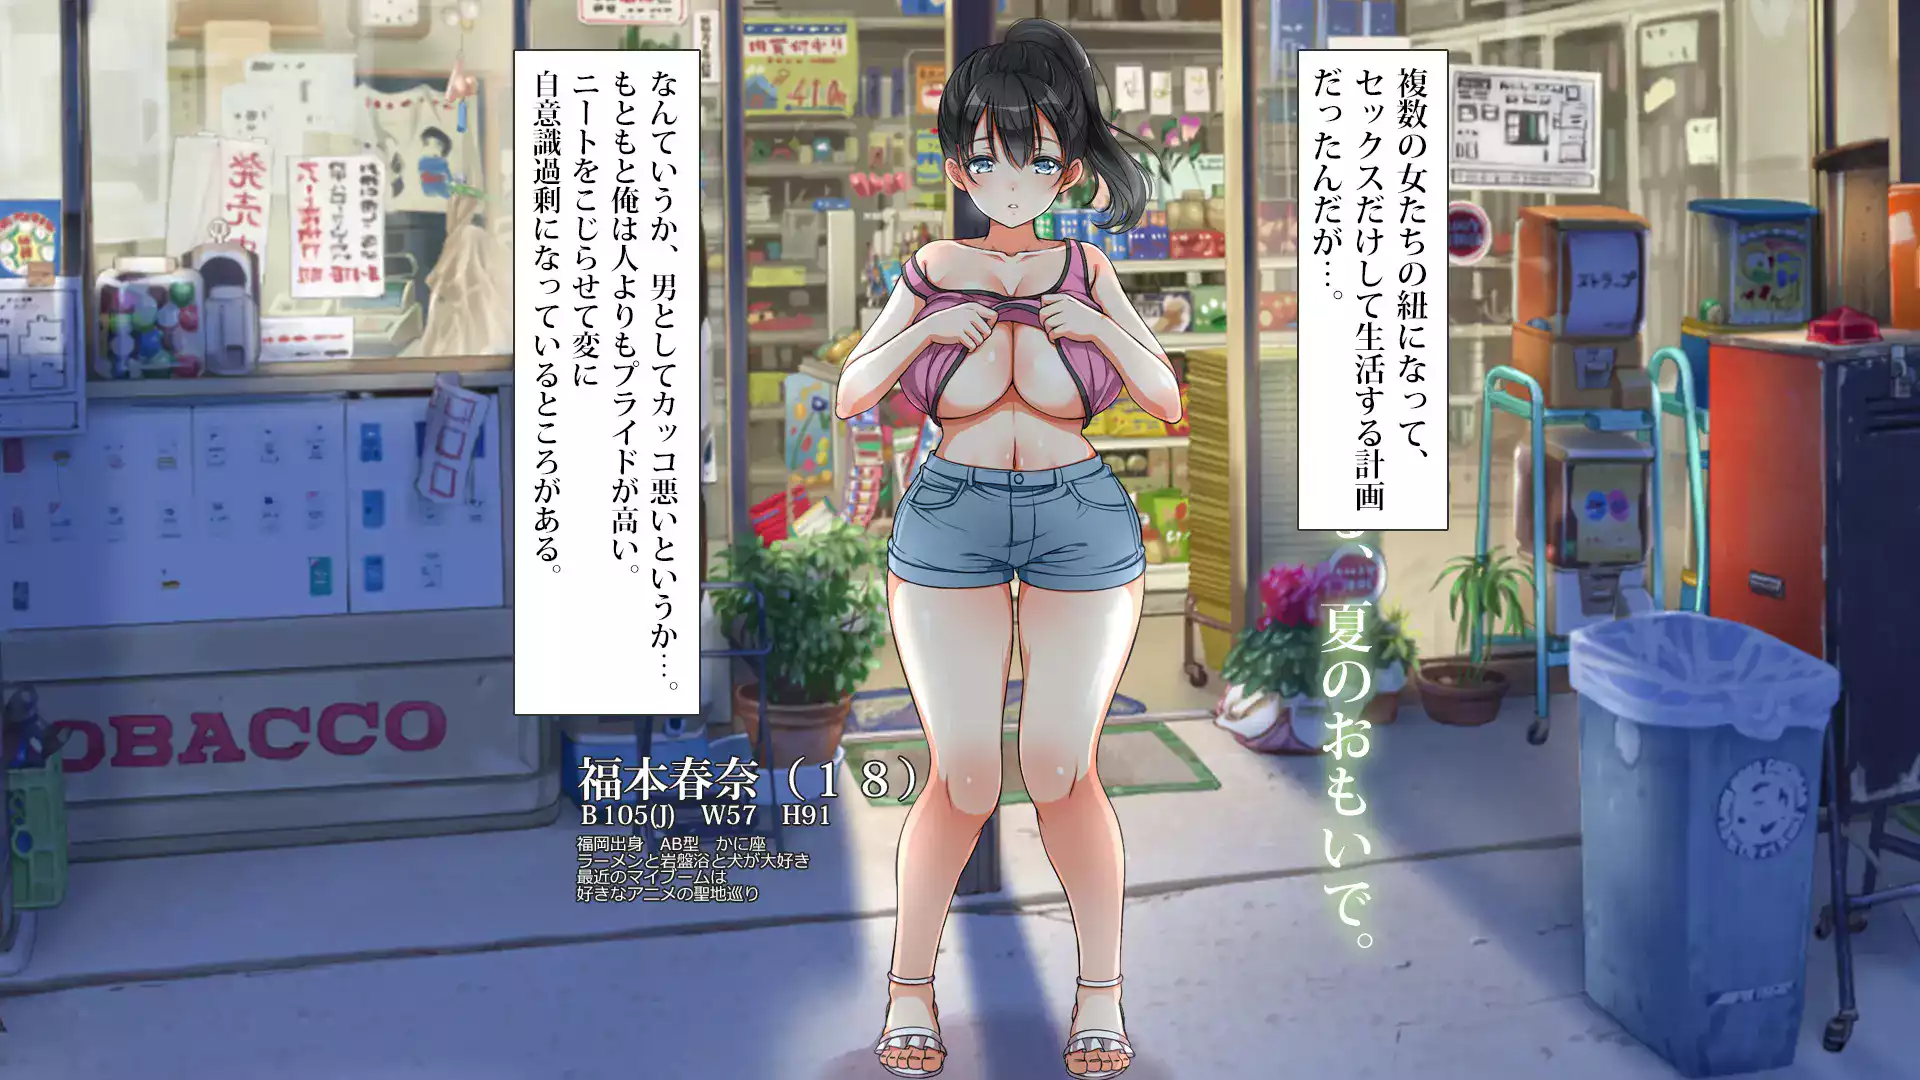 複数の女たちの紐になって、
セックスだけして生活する計画
だったんだが…。
なんていうか、男としてカッコ悪いというか…。
もともと俺は人よりもプライドが高い。
ニートをこじらせて変に
自意識過剰になっているところがある。
夏のおもいで。
福本春奈（１８）
B105(J)　W57　H91
福岡出身　AB型　かに座
ラーメンと岩盤浴と犬が大好き
最近のマイブームは
好きなアニメの聖地巡り
OBACCO
ストラップ
発売中